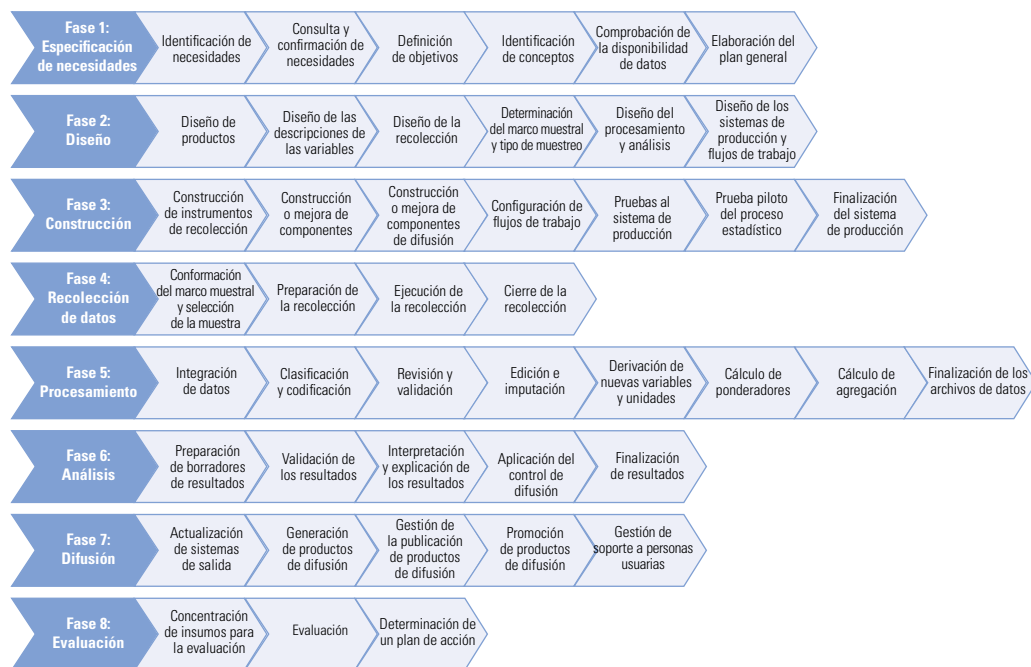 Fase 1:
Especificación
de necesidades
Identificación de
necesidades
Consulta y
confirmación de
necesidades
Definición
de objetivos
Identificación
de conceptos
Comprobación de
la disponibilidad
de datos
Elaboración del
plan general
Fase 2:
Diseño
Diseño de
productos
Diseño de las
descripciones de
las variables
Diseño de la
recolección
Determinación
del marco muestral
y tipo de muestreo
Diseño del
procesamiento
y análisis
Diseño de los
sistemas de
producción y
flujos de trabajo
Fase 3:
Construcción
Construcción
de instrumentos
de recolección
Construcción
o mejora de
componentes
Construcción
o mejora de
componentes
de difusión
Configuración de
flujos de trabajo
Pruebas al
sistema de
producción
Prueba piloto
del proceso
estadístico
Finalización
del sistema
de producción
Fase 4:
Recolección
de datos
Conformación
del marco muestral
y selección
de la muestra
Preparación de
la recolección
Ejecución de
la recolección
Cierre de la
recolección
Fase 5:
Procesamiento
Integración
de datos
Clasificación
y codificación
Revisión y
validación
Edición e
imputación
Derivación de
nuevas variables
y unidades
Cálculo de
ponderadores
Cálculo de
agregación
Finalización de los
archivos de datos
Fase 6:
Análisis
Preparación
de borradores
de resultados
Validación de
los resultados
Interpretación
y explicación de
los resultados
Aplicación del
control de
difusión
Finalización
de resultados
Fase 7:
Difusión
Actualización
de sistemas
de salida
Generación
de productos
de difusión
Gestión de
la publicación
de productos
de difusión
Promoción
de productos
de difusión
Gestión de
soporte a personas
usuarias
Fase 8:
Evaluación
Concentración
de insumos para
la evaluación
Evaluación
Determinación de
un plan de acción